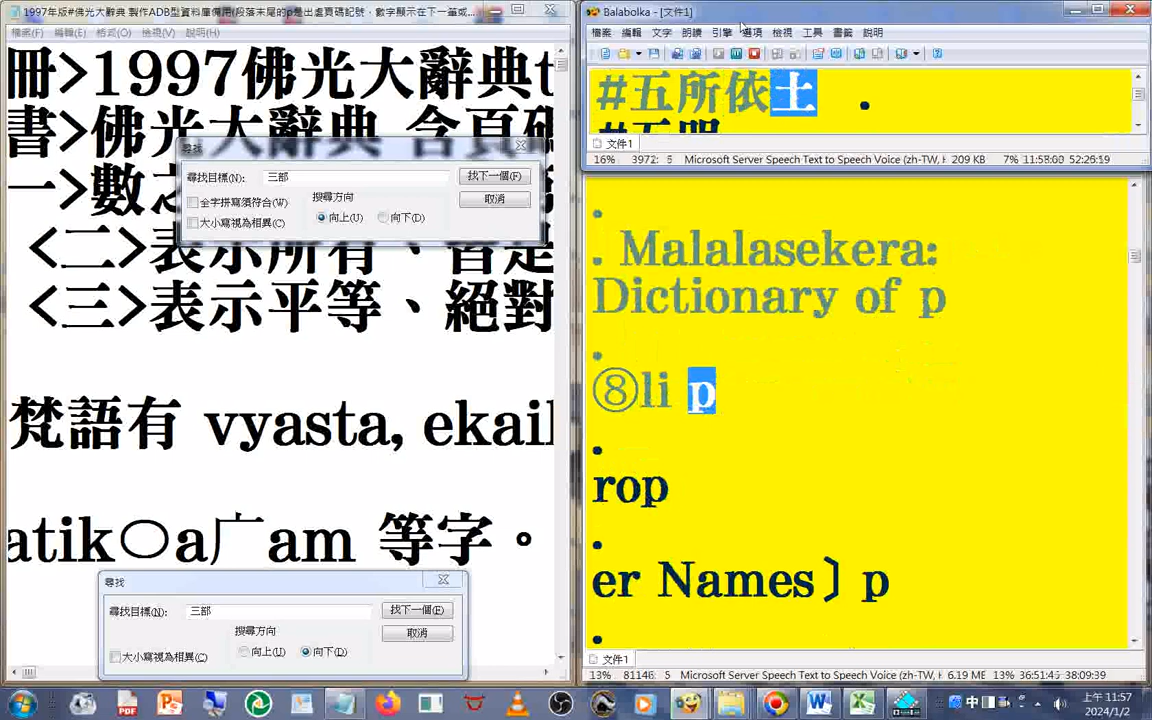 1997年版#佛光大辭典 製作ADB型資料庫備用(段落末尾的p是出處頁碼記號，數字顯示在下一筆或...
檔案(F) 編輯(E) 格式(O) 檢視(V) 說明(H)
冊>1997佛光大辭典t
書>佛光大辭典 含頁碼
一>數之
<二>表示所有、皆是
<三>表示平等、絕對
梵語有 vyasta, ekail
atik〇a广am 等字。
尋找
尋找目標(N): 三部
找下一個(F)
全字拼寫須符合(W)
大小寫視為相異(C)
搜尋方向
向上(U) 向下(D)
取消
尋找
尋找目標(N): 三部
找下一個(F)
搜尋方向
取消
大小寫視為相異(C)
向上(U) 向下(D)
Balabolka - [文件1]
檔案 編輯 文字 朗讀 引擎 選項 檢視 工具 書籤 說明
#五所依土 .
#五明
文件1
16% 3972: 5 Microsoft Server Speech Text to Speech Voice (zh-TW, H 209 KB 7% 11:58:00 52:26:19
.
. Malalasekera:
Dictionary of p
.
⑧li p
.
rop
.
er Names〕p
.
文件1
13% 81146: 5 Microsoft Server Speech Text to Speech Voice (zh-TW, H 6.19 MB 36:51:45 38:09:39
中
上午 11:57
2024/1/2